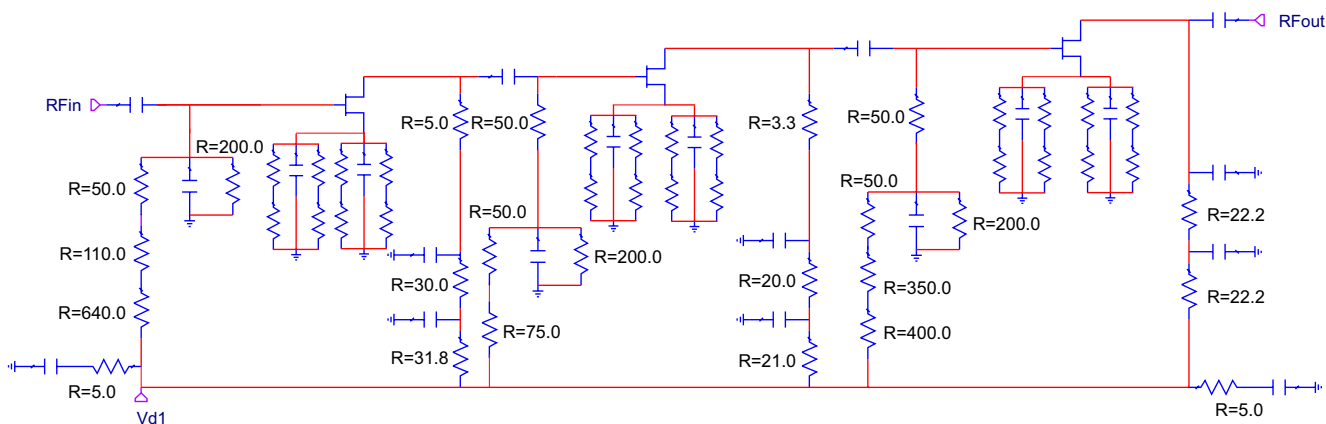 RFout
RFin
R=5.0
R=50.0
R=3.3
R=50.0
R=200.0
R=50.0
R=50.0
R=22.2
R=50.0
R=200.0
R=110.0
R=200.0
R=30.0
R=20.0
R=350.0
R=22.2
R=640.0
R=75.0
R=400.0
R=31.8
R=21.0
R=5.0
R=5.0
Vd1